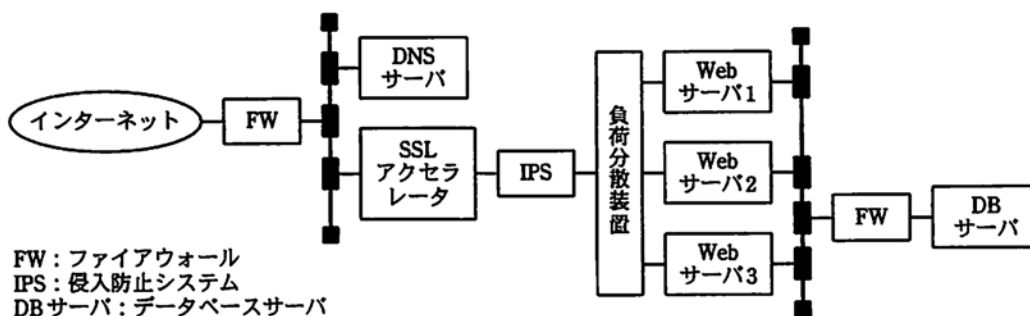 インターネット
FW
DNS
サーバ
SSL
アクセラ
レータ
IPS
負荷分散装置
Web
サーバ1
Web
サーバ2
Web
サーバ3
FW
DB
サーバ
FW:ファイアウォール
IPS:侵入防止システム
DBサーバ:データベースサーバ